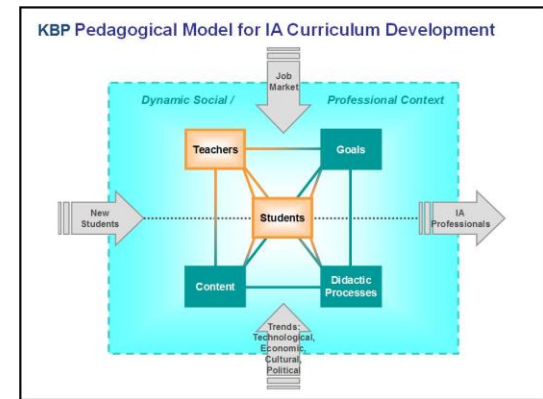 KBP Pedagogical Model for IA Curriculum Development
Job
Market
Dynamic Social /
Professional Context
Teachers
Goals
New
Students
Students
IA
Professionals
Content
Didactic
Processes
Trends:
Technological,
Economic,
Cultural,
Political